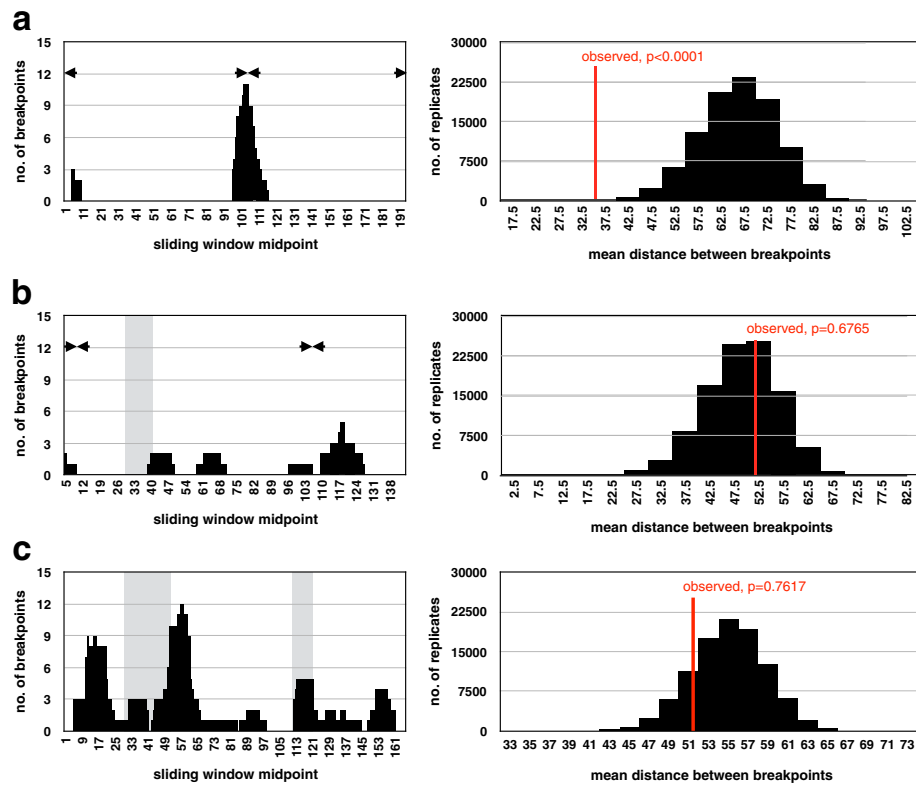 a
15
12
9
6
3
0
no. of breakpoints
1 11 21 31 41 51 61 71 81 91 101 111 121 131 141 151 161 171 181 191
sliding window midpoint
30000
22500
15000
7500
0
no. of replicates
observed, p<0.0001
17.5 22.5 27.5 32.5 37.5 42.5 47.5 52.5 57.5 62.5 67.5 72.5 77.5 82.5 87.5 92.5 97.5 102.5
mean distance between breakpoints
b
15
12
9
6
3
0
no. of breakpoints
5 12 19 26 33 40 47 54 61 68 75 82 89 96 103 110 117 124 131 138
sliding window midpoint
30000
22500
15000
7500
0
no. of replicates
observed, p=0.6765
2.5 7.5 12.5 17.5 22.5 27.5 32.5 37.5 42.5 47.5 52.5 57.5 62.5 67.5 72.5 77.5 82.5
mean distance between breakpoints
c
15
12
9
6
3
0
no. of breakpoints
1 9 17 25 33 41 49 57 65 73 81 89 97 105 113 121 129 137 145 153 161
sliding window midpoint
30000
22500
15000
7500
0
no. of replicates
observed, p=0.7617
33 35 37 39 41 43 45 47 49 51 53 55 57 59 61 63 65 67 69 71 73
mean distance between breakpoints